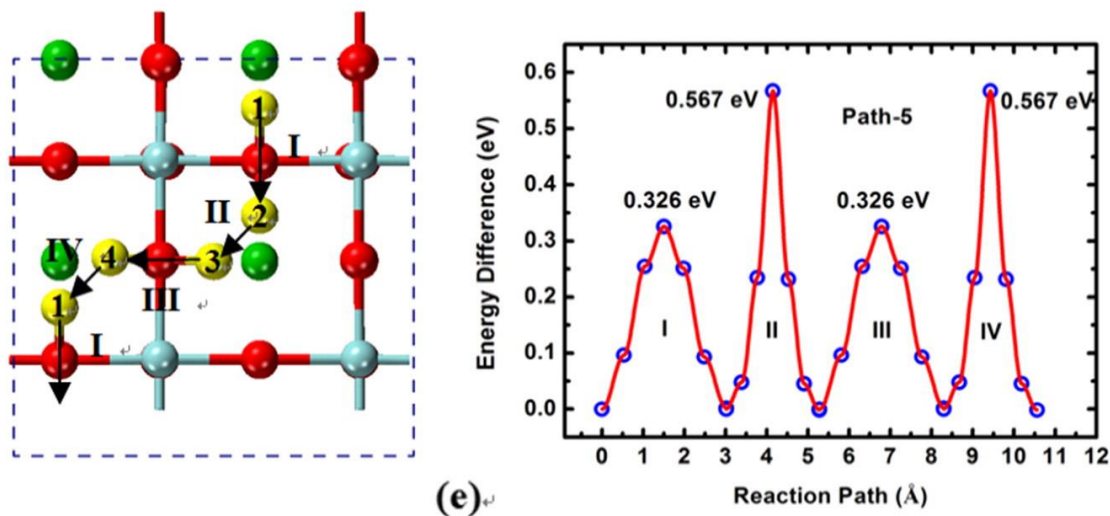 1
I
II
2
IV
4
3
1
III
I
(e)
0.6
0.5
0.4
0.3
0.2
0.1
0.0
Energy Difference (eV)
0.567 eV
Path-5
0.567 eV
0.326 eV
0.326 eV
I
II
III
IV
0 1 2 3 4 5 6 7 8 9 10 11 12
Reaction Path (Å)